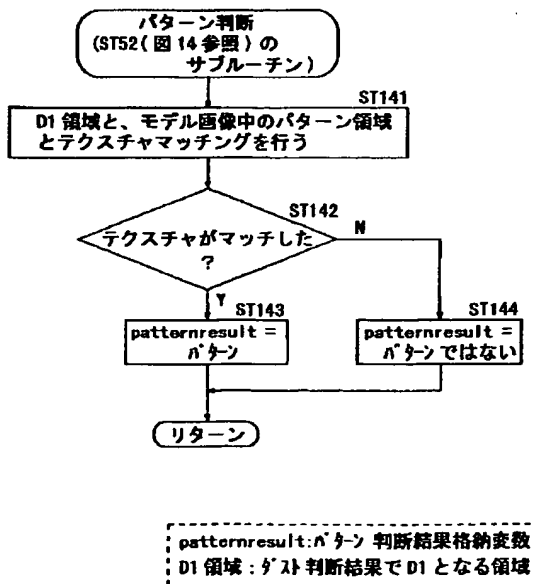 パターン判断
(ST52(図14参照)の
サブルーチン)
ST141
D1領域と、モデル画像中のパターン領域
とテクスチャマッチングを行う
ST142
テクスチャがマッチした
?
N
Y
ST143
patternresult =
パターン
ST144
patternresult =
パターンではない
リターン
patternresult:パターン判断結果格納変数
D1領域:ダスト判断結果でD1となる領域